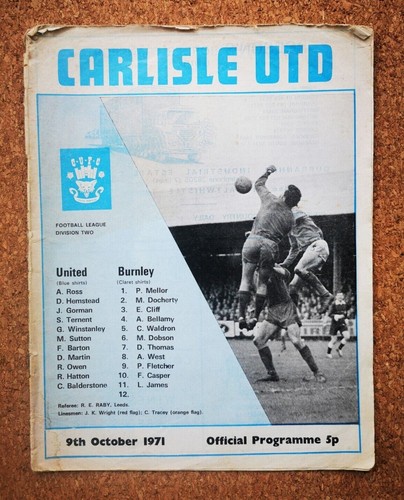 CARLISLE UTD
C U F C
FOOTBALL LEAGUE
DIVISION TWO
United Burnley
(Blue shirts) (Claret shirts)
A. Ross 1. P. Mellor
D. Hemstead 2. M. Docherty
J. Gorman 3. E. Cliff
S. Ternent 4. A. Bellamy
G. Winstanley 5. C. Waldron
M. Sutton 6. M. Dobson
F. Barton 7. D. Thomas
D. Martin 8. A. West
R. Owen 9. P. Fletcher
R. Hatton 10. F. Casper
C. Balderstone 11. L. James
12.
Referee: R. E. RABY, Leeds.
Linesmen: J. K. Wright (red flag); C. Tracey (orange flag).
9th October 1971 Official Programme 5p